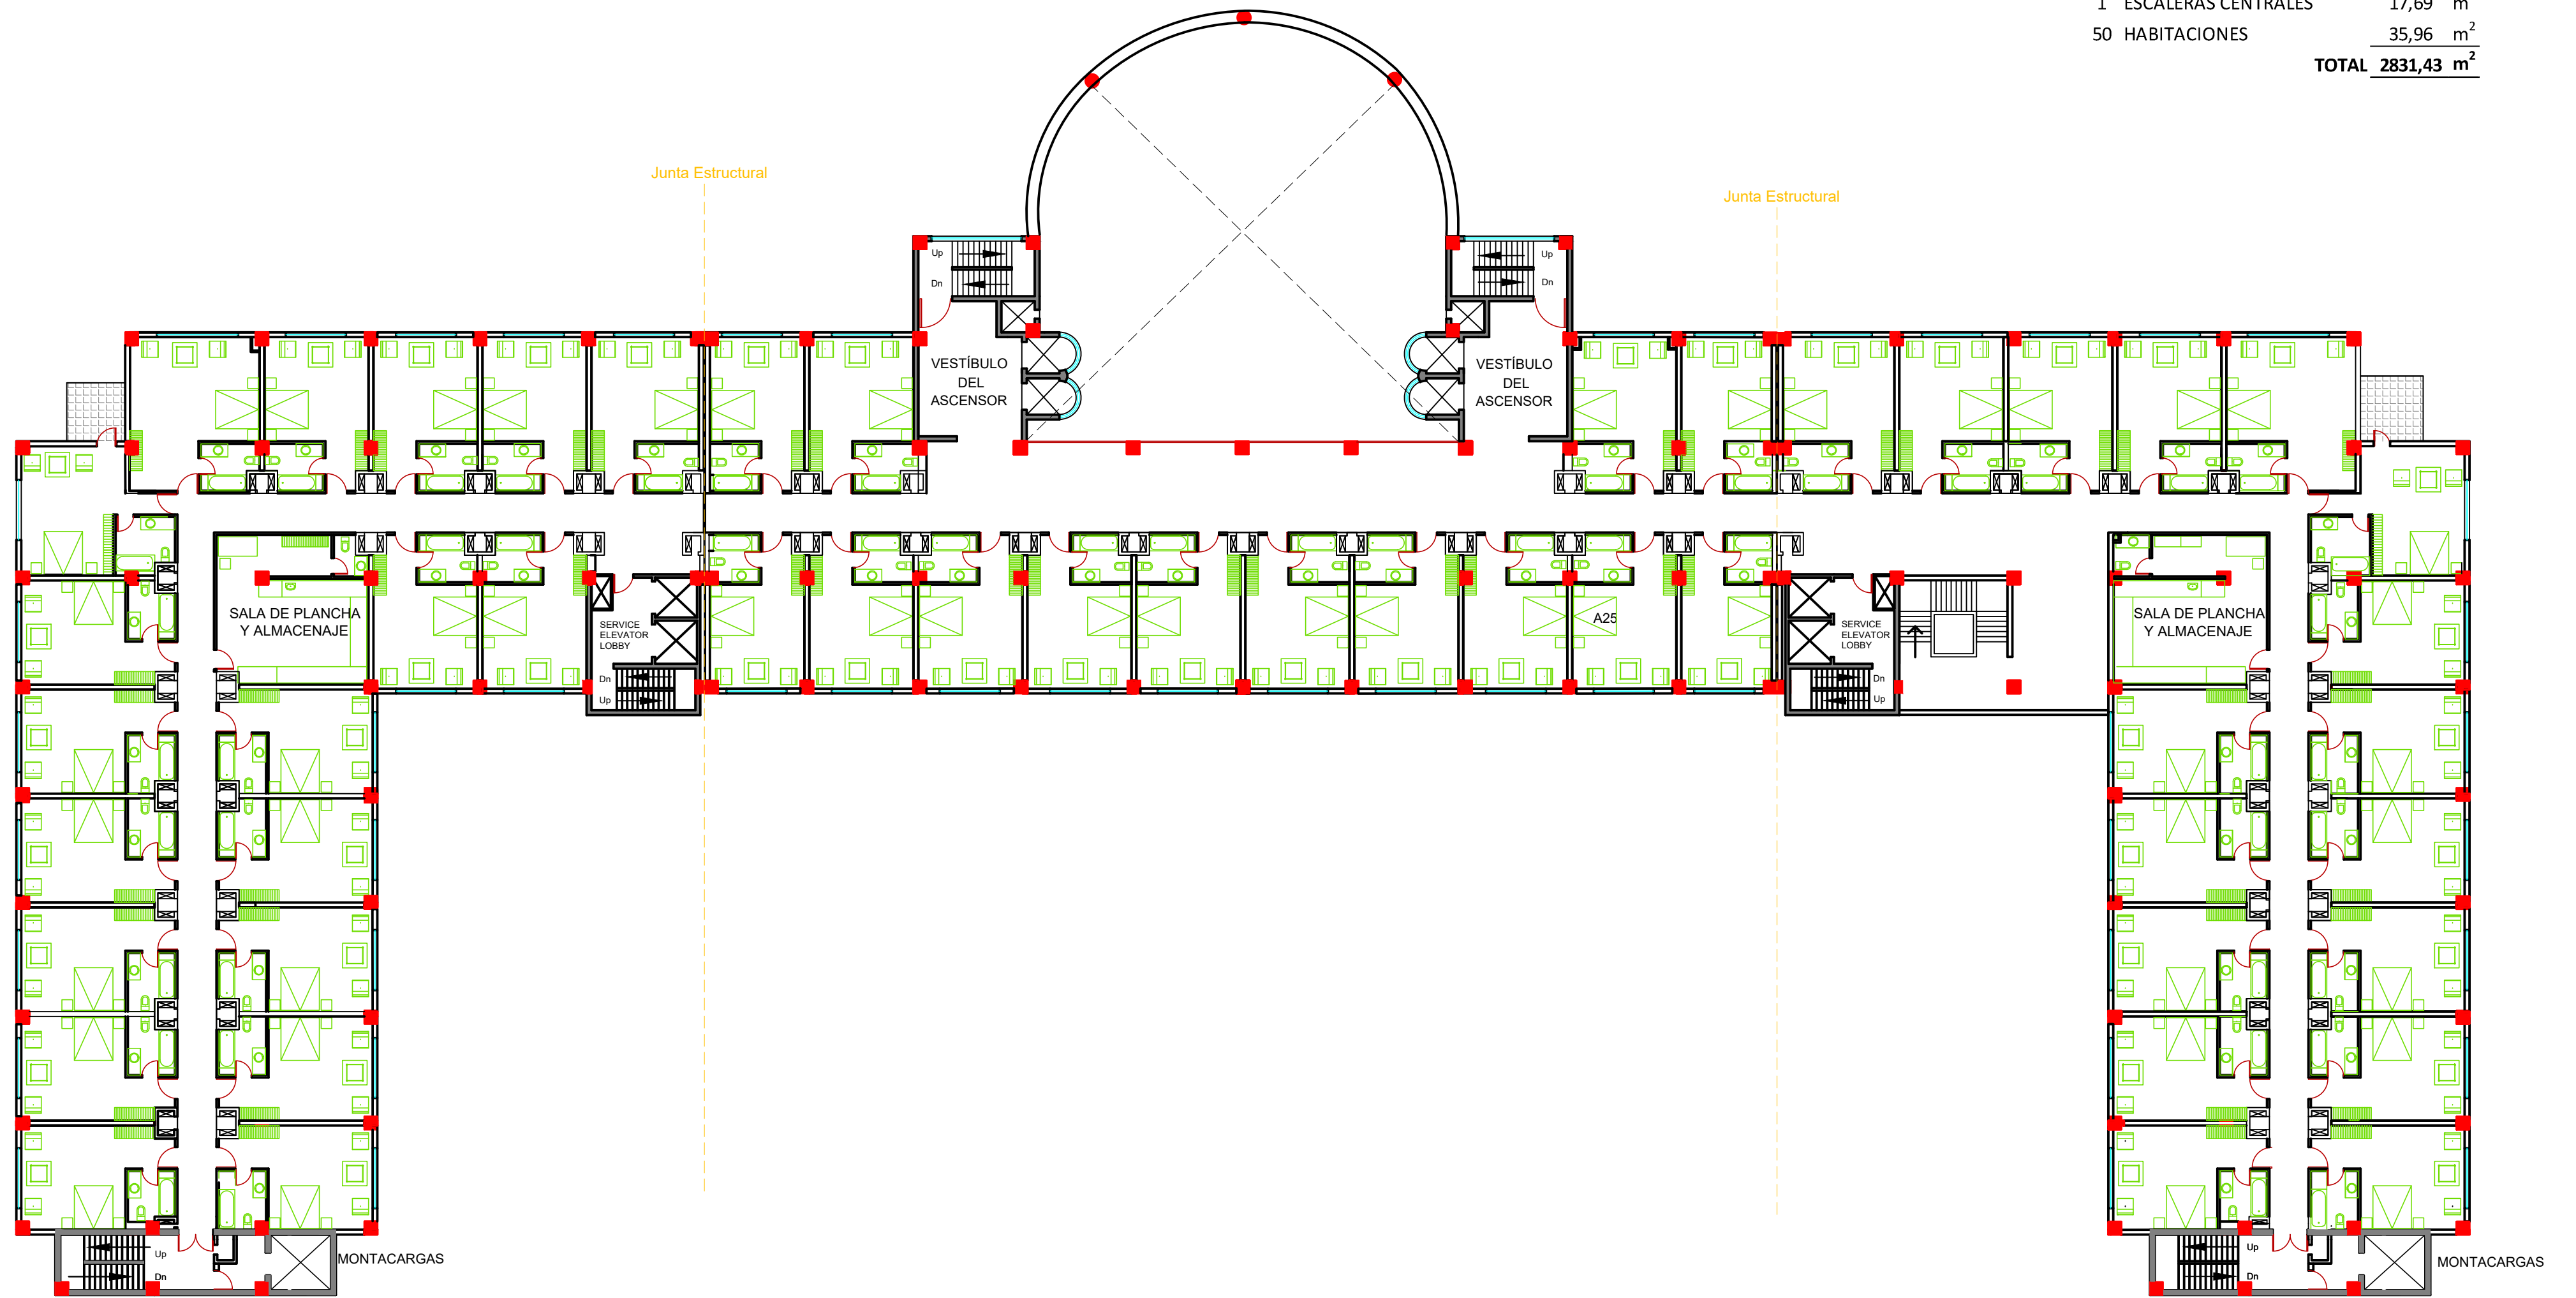 1 ESCALERAS CENTRALES 17,69 m
50 HABITACIONES 35,96 m²
TOTAL 2831,43 m²
Junta Estructural
Junta Estructural
Up
Dn
Up
Dn
VESTÍBULO
DEL
ASCENSOR
VESTÍBULO
DEL
ASCENSOR
SALA DE PLANCHA
Y ALMACENAJE
SERVICE
ELEVATOR
LOBBY
Dn
Up
A25
SERVICE
ELEVATOR
LOBBY
Dn
Up
SALA DE PLANCHA
Y ALMACENAJE
Up
Dn
MONTACARGAS
Up
Dn
MONTACARGAS